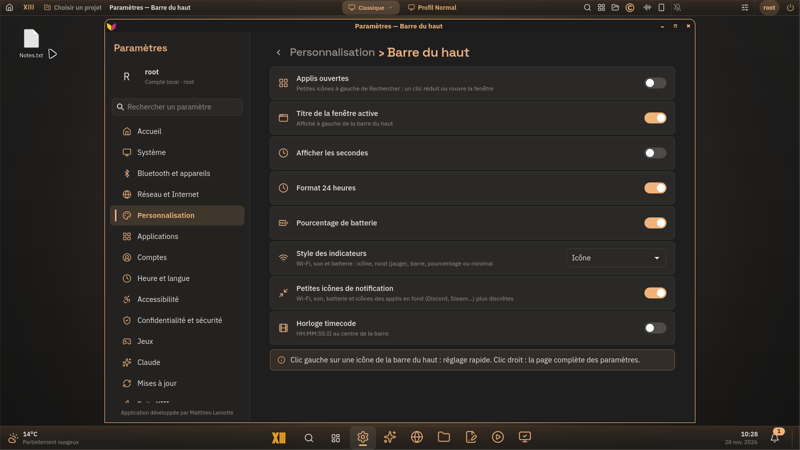 XIII Choisir un projet Paramètres — Barre du haut Classique Profil Normal root
Paramètres — Barre du haut
Notes.txt
Paramètres
R
root
Compte local · root
Rechercher un paramètre
Accueil
Système
Bluetooth et appareils
Réseau et Internet
Personnalisation
Applications
Comptes
Heure et langue
Accessibilité
Confidentialité et sécurité
Jeux
Claude
Mises à jour
Application développée par Matthieu Lamotte
Personnalisation > Barre du haut
Applis ouvertes
Petites icônes à gauche de Rechercher : un clic réduit ou rouvre la fenêtre
Titre de la fenêtre active
Affiché à gauche de la barre du haut
Afficher les secondes
Format 24 heures
Pourcentage de batterie
Style des indicateurs
Wi-Fi, son et batterie : icône, rond (jauge), barre, pourcentage ou minimal
Icône
Petites icônes de notification
Wi-Fi, son, batterie et icônes des applis en fond (Discord, Steam…) plus discrètes
Horloge timecode
HH:MM:SS:II au centre de la barre
Clic gauche sur une icône de la barre du haut : réglage rapide. Clic droit : la page complète des paramètres.
14°C
Partiellement nuageux
XIII
10:28
28 nov. 2026
1